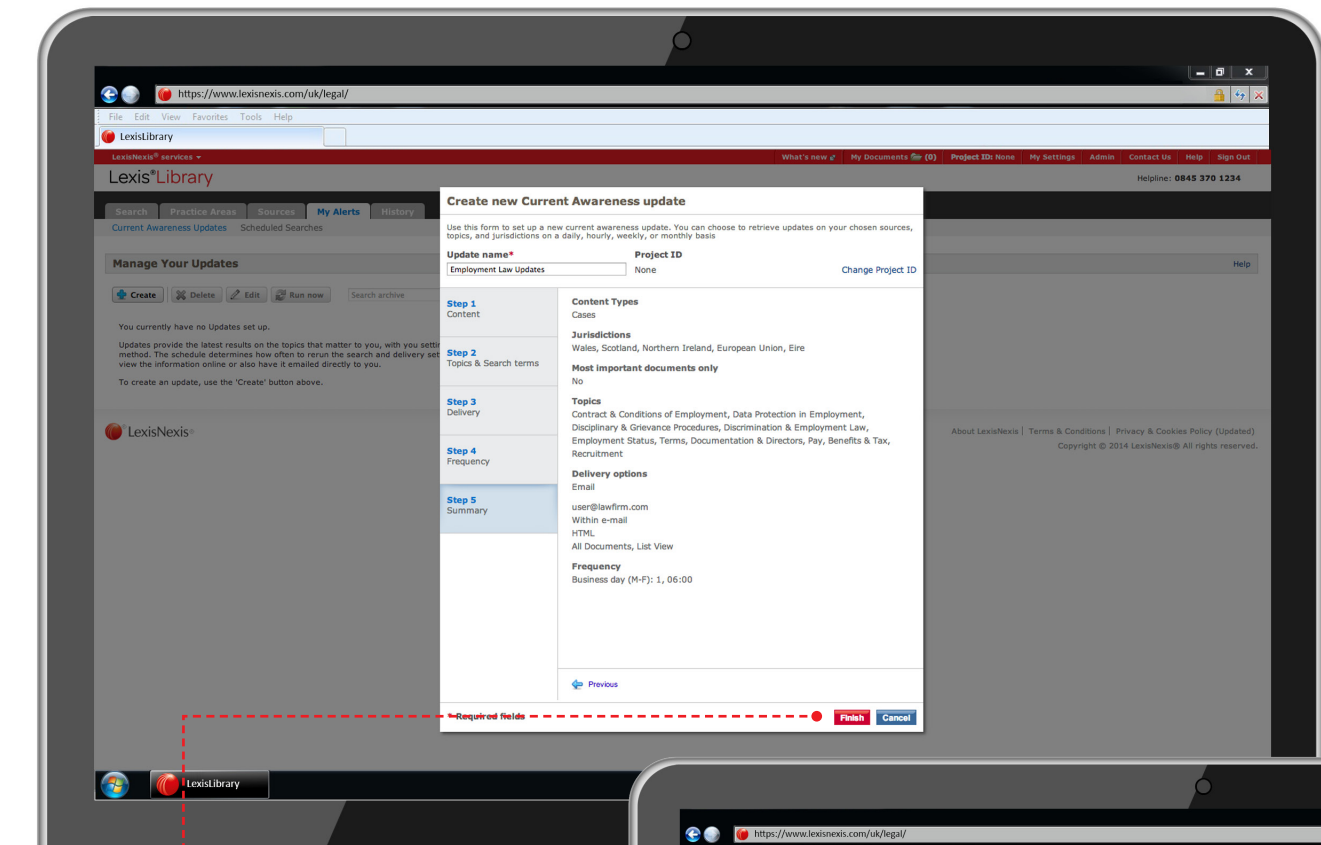 https://www.lexisnexis.com/uk/legal/
File Edit View Favorites Tools Help
LexisLibrary
LexisNexis® services
What's new
My Documents (0)
Project ID: None
My Settings
Admin
Contact Us
Help
Sign Out
Lexis®Library
Helpline: 0845 370 1234
Search
Practice Areas
Sources
My Alerts
History
Current Awareness Updates
Scheduled Searches
Manage Your Updates
Help
Create
Delete
Edit
Run now
Search archive
You currently have no Updates set up.
Updates provide the latest results on the topics that matter to you, with you
method. The schedule determines how often to rerun the search and delivery
view the information online or also have it emailed directly to you.
To create an update, use the 'Create' button above.
LexisNexis®
About LexisNexis | Terms & Conditions | Privacy & Cookies Policy (Updated)
Copyright © 2014 LexisNexis® All rights reserved.
Create new Current Awareness update
Use this form to set up a new current awareness update. You can choose to retrieve updates on your chosen sources,
topics, and jurisdictions on a daily, hourly, weekly, or monthly basis
Update name*
Project ID
Employment Law Updates
None
Change Project ID
Step 1
Content
Step 2
Topics & Search terms
Step 3
Delivery
Step 4
Frequency
Step 5
Summary
Content Types
Cases
Jurisdictions
Wales, Scotland, Northern Ireland, European Union, Eire
Most important documents only
No
Topics
Contract & Conditions of Employment, Data Protection in Employment,
Disciplinary & Grievance Procedures, Discrimination & Employment Law,
Employment Status, Terms, Documentation & Directors, Pay, Benefits & Tax,
Recruitment
Delivery options
Email
user@lawfirm.com
Within e-mail
HTML
All Documents, List View
Frequency
Business day (M-F): 1, 06:00
Previous
* Required fields
Finish
Cancel
LexisLibrary
https://www.lexisnexis.com/uk/legal/